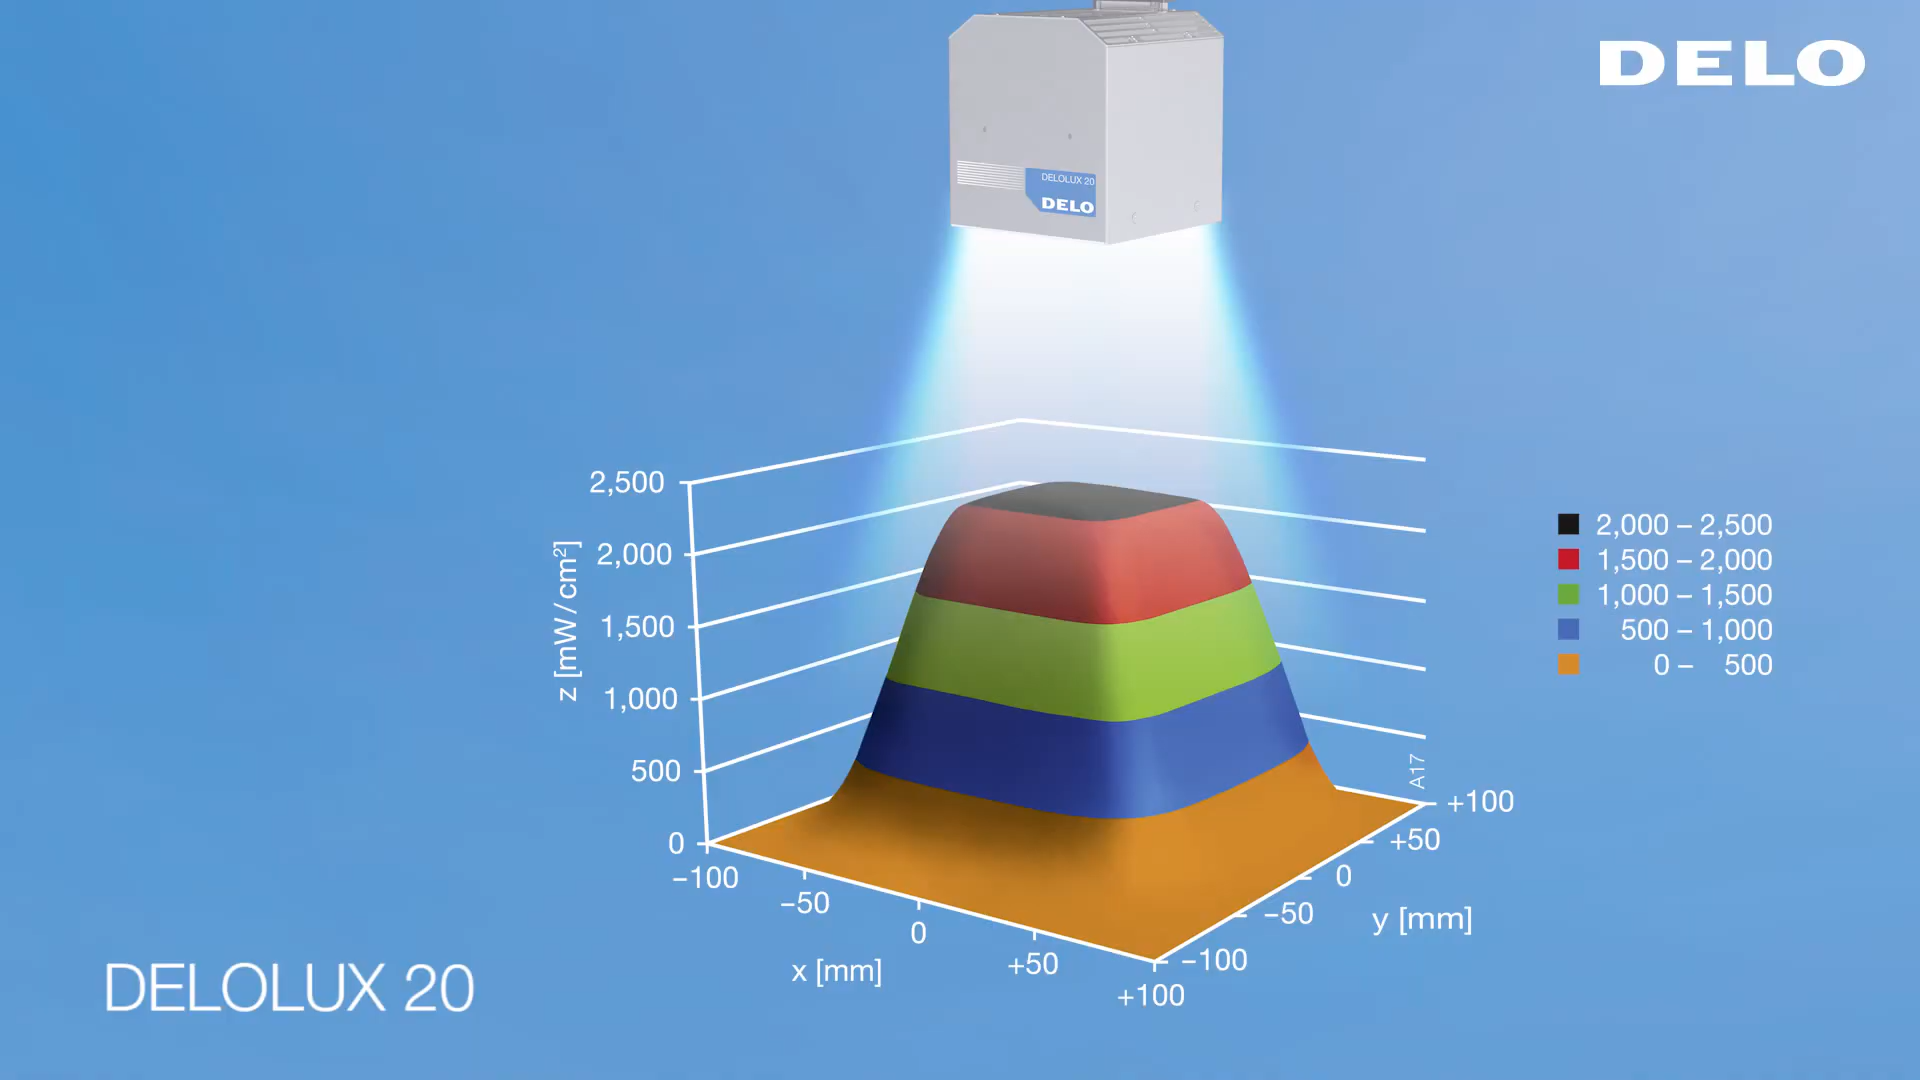 DELO
DELOLUX 20
DELO
2,500
2,000
1,500
1,000
500
0
z [mW/cm²]
2,000 – 2,500
1,500 – 2,000
1,000 – 1,500
500 – 1,000
0 – 500
A17
−100
−50
0
+50
+100
x [mm]
+100
+50
0
−50
−100
y [mm]
DELOLUX 20